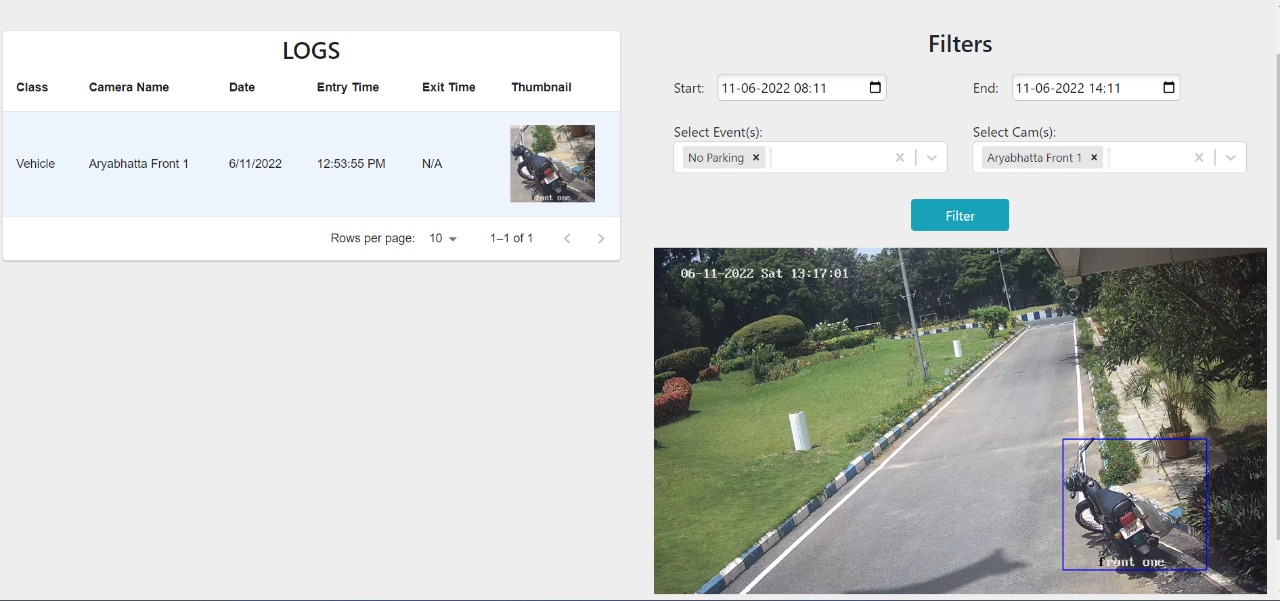 LOGS
Class Camera Name Date Entry Time Exit Time Thumbnail
Vehicle Aryabhatta Front 1 6/11/2022 12:53:55 PM N/A
front one
Rows per page: 10 1–1 of 1
Filters
Start: 11-06-2022 08:11 End: 11-06-2022 14:11
Select Event(s): Select Cam(s):
No Parking × Aryabhatta Front 1 ×
Filter
06-11-2022 Sat 13:17:01
front one